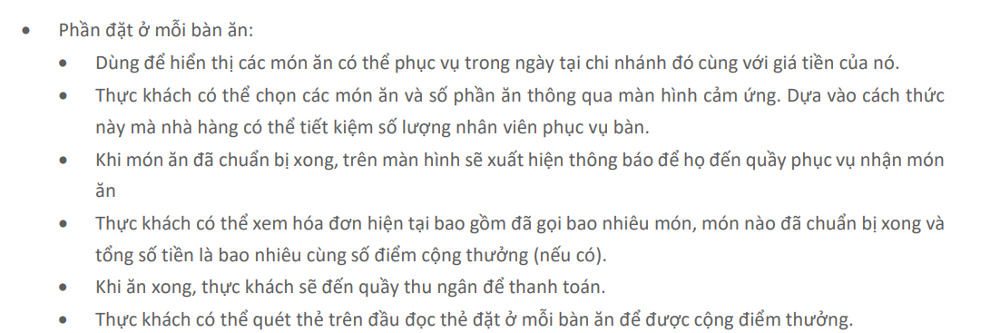 • Phần đặt ở mỗi bàn ăn:
• Dùng để hiển thị các món ăn có thể phục vụ trong ngày tại chi nhánh đó cùng với giá tiền của nó.
• Thực khách có thể chọn các món ăn và số phần ăn thông qua màn hình cảm ứng. Dựa vào cách thức
này mà nhà hàng có thể tiết kiệm số lượng nhân viên phục vụ bàn.
• Khi món ăn đã chuẩn bị xong, trên màn hình sẽ xuất hiện thông báo để họ đến quầy phục vụ nhận món
ăn
• Thực khách có thể xem hóa đơn hiện tại bao gồm đã gọi bao nhiêu món, món nào đã chuẩn bị xong và
tổng số tiền là bao nhiêu cùng số điểm cộng thưởng (nếu có).
• Khi ăn xong, thực khách sẽ đến quầy thu ngân để thanh toán.
• Thực khách có thể quét thẻ trên đầu đọc thẻ đặt ở mỗi bàn ăn để được cộng điểm thưởng.